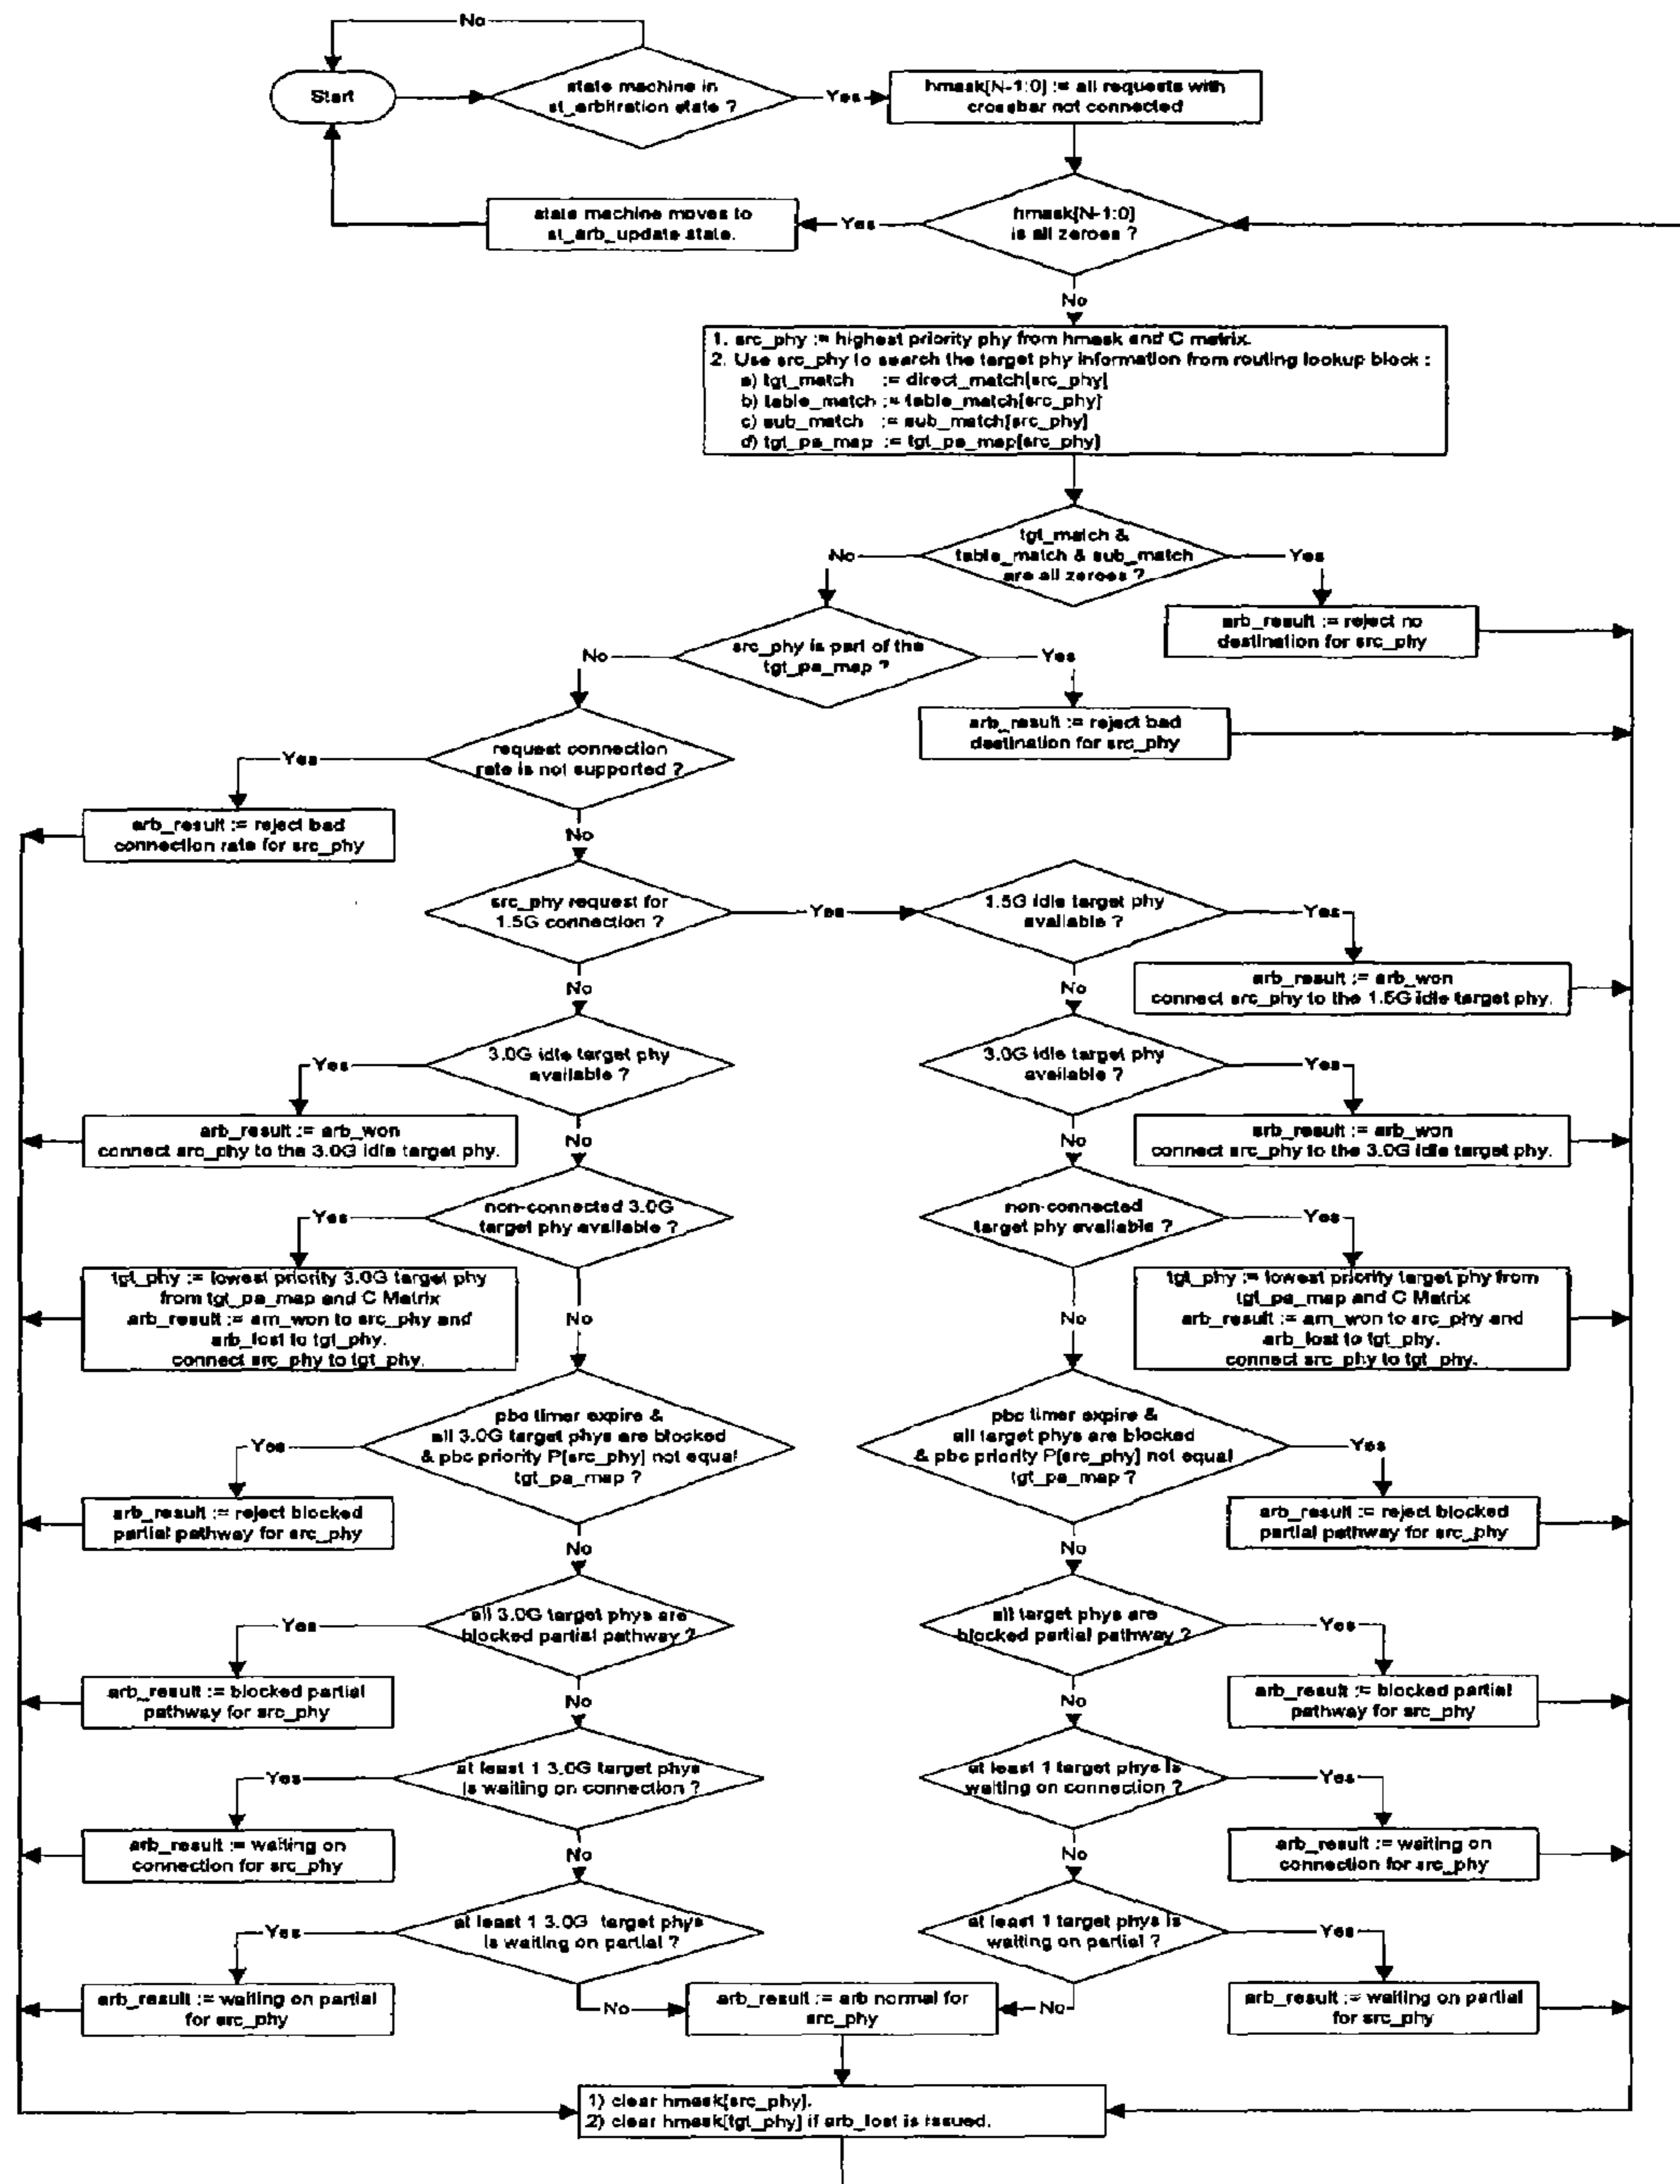 No
Start
state machine in
st_arbitration state ?
Yes
hmask[N-1:0] := all requests with
crossbar not connected
state machine moves to
st_arb_update state.
Yes
hmask[N-1:0]
is all zeroes ?
No
1. src_phy := highest priority phy from hmask and C matrix.
2. Use src_phy to search the target phy information from routing lookup block :
a) tgt_match := direct_match[src_phy]
b) table_match := table_match[src_phy]
c) sub_match := sub_match[src_phy]
d) tgt_pa_map := tgt_pa_map[src_phy]
tgt_match &
table_match & sub_match
are all zeroes ?
No
Yes
arb_result := reject no
destination for src_phy
src_phy is part of the
tgt_pa_map ?
No
Yes
arb_result := reject bad
destination for src_phy
request connection
rate is not supported ?
Yes
arb_result := reject bad
connection rate for src_phy
No
src_phy request for
1.5G connection ?
Yes
1.5G idle target phy
available ?
Yes
arb_result := arb_won
connect src_phy to the 1.5G idle target phy.
No
No
3.0G idle target phy
available ?
Yes
3.0G idle target phy
available ?
Yes
arb_result := arb_won
connect src_phy to the 3.0G idle target phy.
No
arb_result := arb_won
connect src_phy to the 3.0G idle target phy.
No
non-connected 3.0G
target phy available ?
Yes
non-connected
target phy available ?
Yes
tgt_phy := lowest priority 3.0G target phy
from tgt_pa_map and C Matrix
arb_result := am_won to src_phy and
arb_lost to tgt_phy.
connect src_phy to tgt_phy.
No
tgt_phy := lowest priority target phy from
tgt_pa_map and C Matrix
arb_result := am_won to src_phy and
arb_lost to tgt_phy.
connect src_phy to tgt_phy.
No
pbc timer expire &
all 3.0G target phys are blocked
& pbc priority P[src_phy] not equal
tgt_pa_map ?
Yes
pbc timer expire &
all target phys are blocked
& pbc priority P[src_phy] not equal
tgt_pa_map ?
Yes
arb_result := reject blocked
partial pathway for src_phy
No
arb_result := reject blocked
partial pathway for src_phy
No
all 3.0G target phys are
blocked partial pathway ?
Yes
all target phys are
blocked partial pathway ?
Yes
arb_result := blocked partial
pathway for src_phy
No
arb_result := blocked partial
pathway for src_phy
No
at least 1 3.0G target phys
is waiting on connection ?
Yes
at least 1 target phys is
waiting on connection ?
Yes
arb_result := waiting on
connection for src_phy
No
arb_result := waiting on
connection for src_phy
No
at least 1 3.0G target phys
is waiting on partial ?
Yes
at least 1 target phys is
waiting on partial ?
Yes
arb_result := waiting on partial
for src_phy
No
arb_result := arb normal for
src_phy
No
arb_result := waiting on partial
for src_phy
1) clear hmask[src_phy].
2) clear hmask[tgt_phy] if arb_lost is issued.